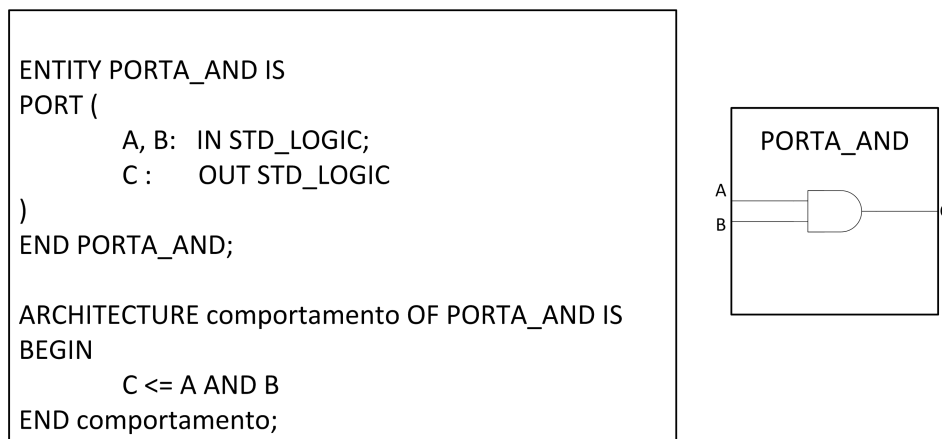 ENTITY PORTA_AND IS
PORT (
A, B: IN STD_LOGIC;
C : OUT STD_LOGIC
)
END PORTA_AND;
ARCHITECTURE comportamento OF PORTA_AND IS
BEGIN
C <= A AND B
END comportamento;
PORTA_AND
A
B